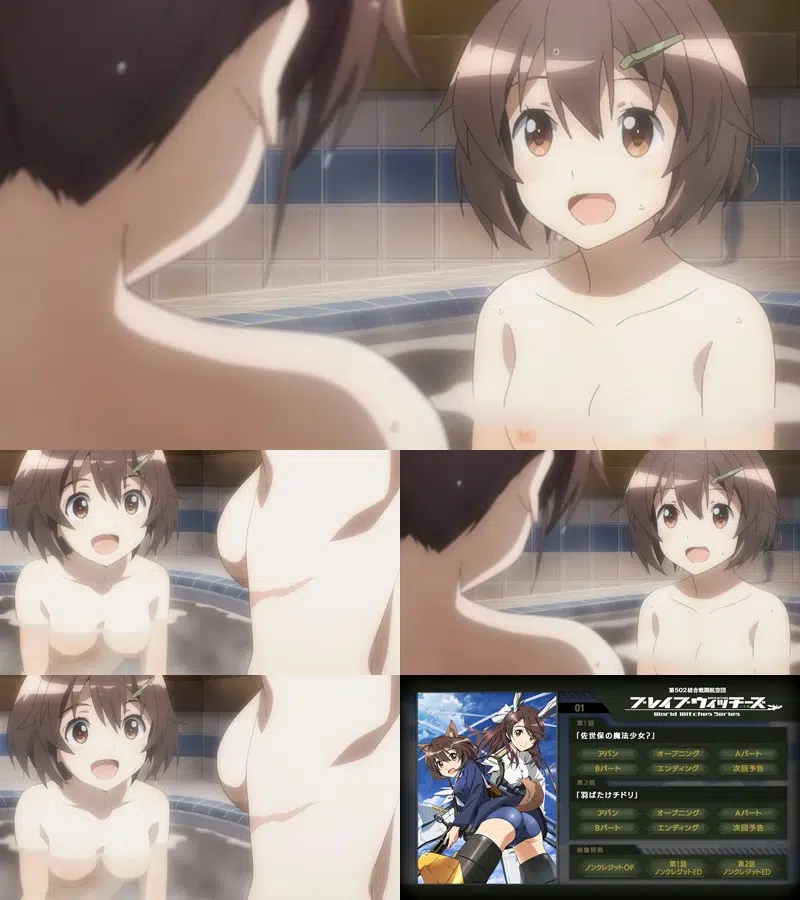 第502統合戦闘航空団
ブレイブウィッチーズ
World Witches Series
01
第1話
「佐世保の魔法少女?」
アバン
オープニング
Aパート
Bパート
エンディング
次回予告
第2話
「羽ばたけチドリ」
アバン
オープニング
Aパート
Bパート
エンディング
次回予告
映像特典
ノンクレジットOP
第1話
ノンクレジットED
第2話
ノンクレジットED